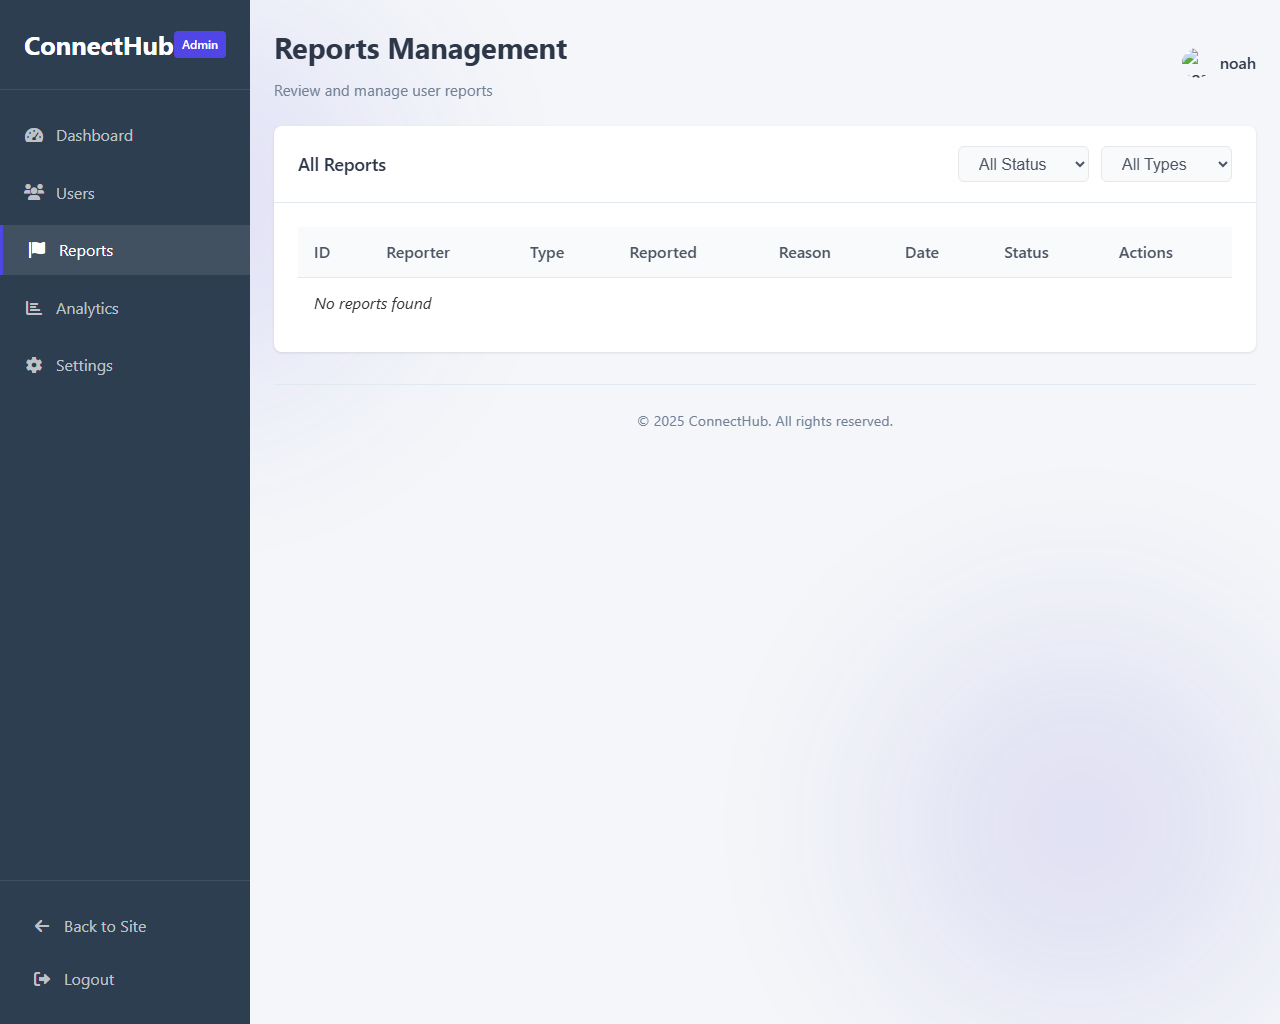 ConnectHub Admin
Dashboard
Users
Reports
Analytics
Settings
Back to Site
Logout
Reports Management
Review and manage user reports
noah
All Reports
All Status
All Types
ID Reporter Type Reported Reason Date Status Actions
No reports found
© 2025 ConnectHub. All rights reserved.